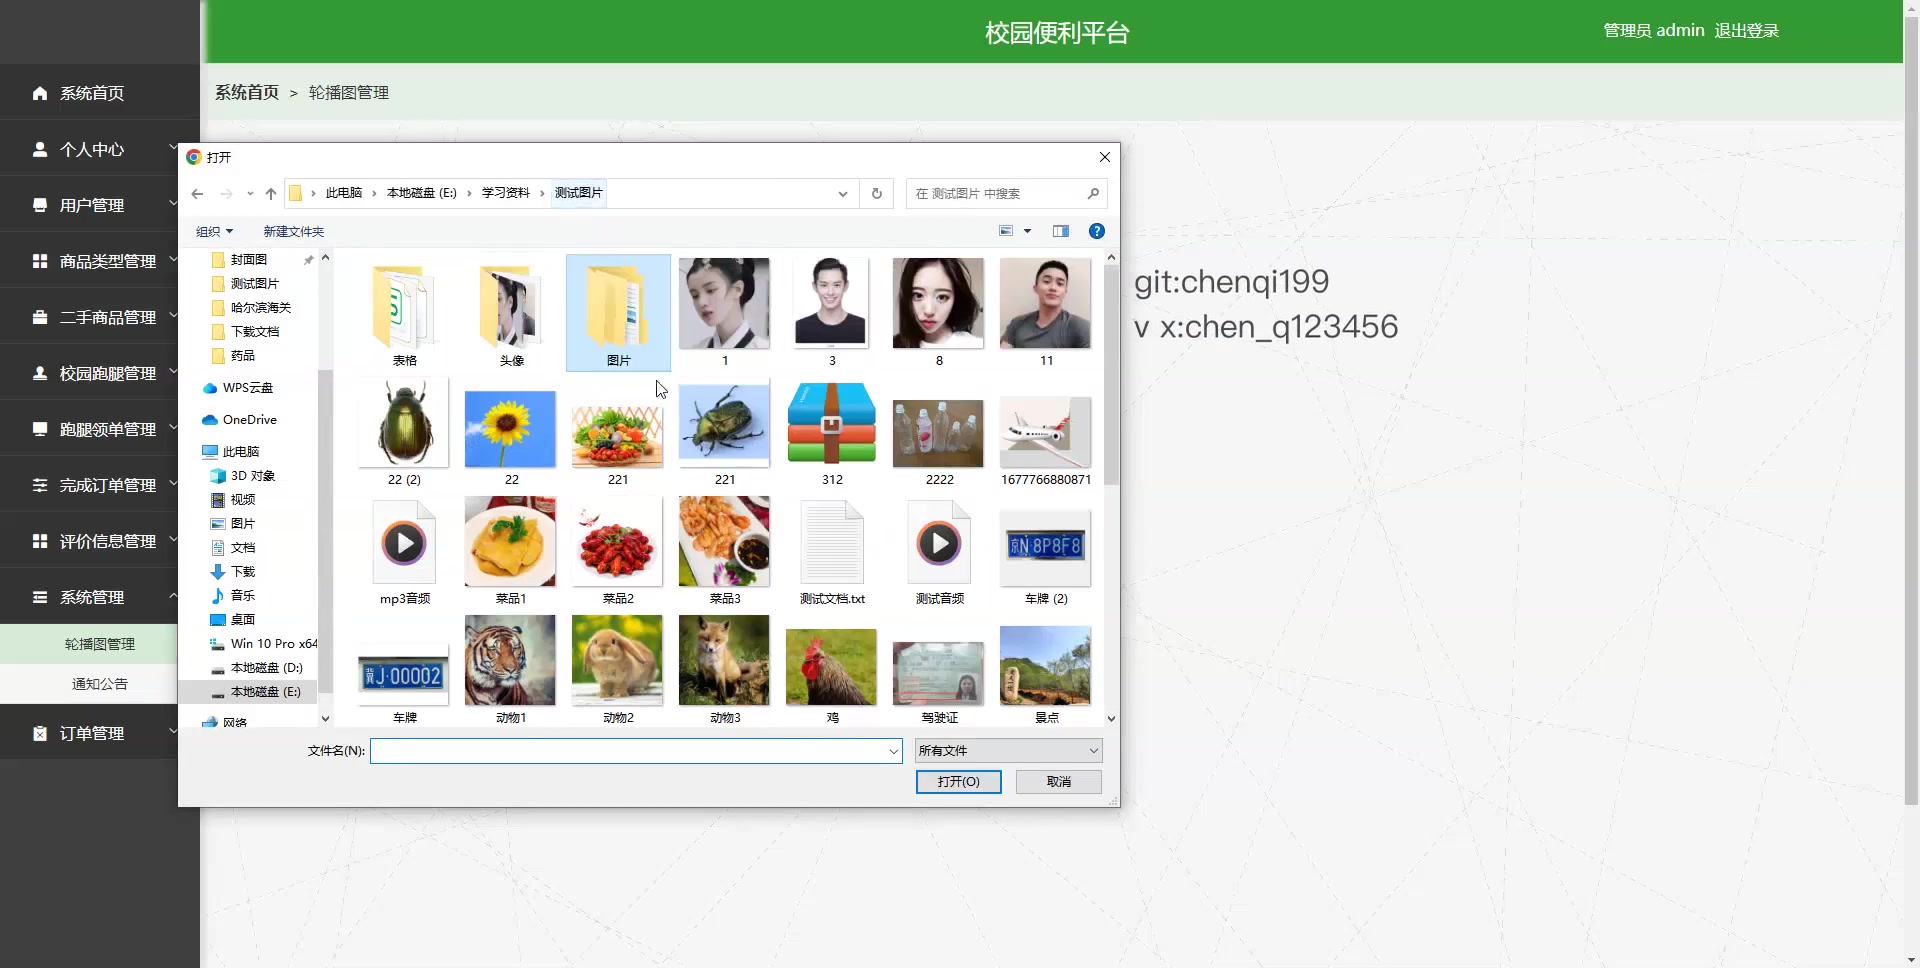 校园便利平台
管理员 admin 退出登录
系统首页
个人中心
用户管理
商品类型管理
二手商品管理
校园跑腿管理
跑腿领单管理
完成订单管理
评价信息管理
系统管理
轮播图管理
通知公告
订单管理
系统首页 > 轮播图管理
git:chenqi199
v x:chen_q123456
打开
此电脑 › 本地磁盘 (E:) › 学习资料 › 测试图片
在 测试图片 中搜索
组织 新建文件夹
封面图
测试图片
哈尔滨海关
下载文档
药品
WPS云盘
OneDrive
此电脑
3D 对象
视频
图片
文档
下载
音乐
桌面
Win 10 Pro x64
本地磁盘 (D:)
本地磁盘 (E:)
网络
表格 头像 图片 1 3 8 11
22 (2) 22 221 221 312 2222 1677766880871
京N·8P8F8
mp3音频 菜品1 菜品2 菜品3 测试文档.txt 测试音频 车牌 (2)
冀J·00002
车牌 动物1 动物2 动物3 鸡 驾驶证 景点
文件名(N): 所有文件
打开(O) 取消